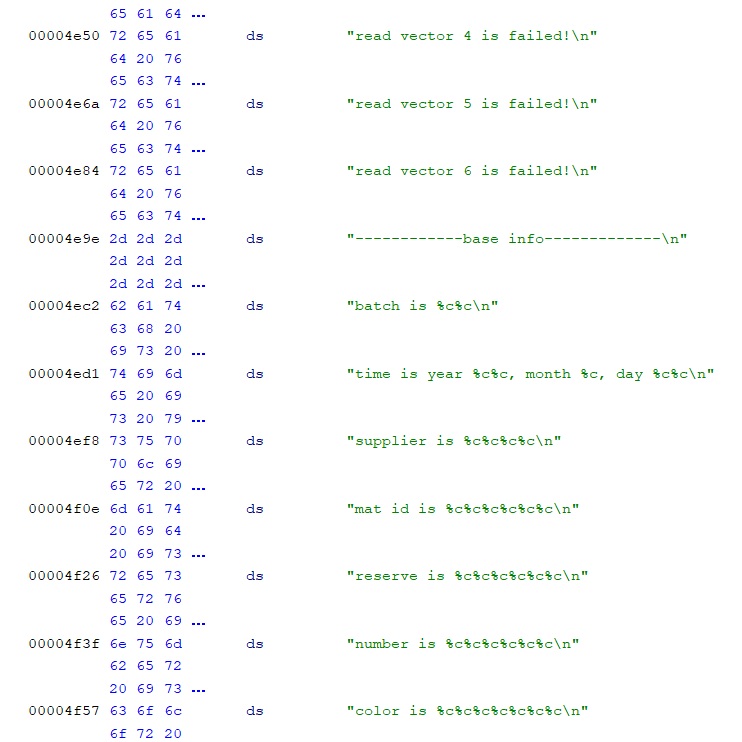 65 61 64 ...
00004e50 72 65 61 ds "read vector 4 is failed!\n"
64 20 76
65 63 74 ...
00004e6a 72 65 61 ds "read vector 5 is failed!\n"
64 20 76
65 63 74 ...
00004e84 72 65 61 ds "read vector 6 is failed!\n"
64 20 76
65 63 74 ...
00004e9e 2d 2d 2d ds "------------base info-------------\n"
2d 2d 2d
2d 2d 2d ...
00004ec2 62 61 74 ds "batch is %c%c\n"
63 68 20
69 73 20 ...
00004ed1 74 69 6d ds "time is year %c%c, month %c, day %c%c\n"
65 20 69
73 20 79 ...
00004ef8 73 75 70 ds "supplier is %c%c%c%c\n"
70 6c 69
65 72 20 ...
00004f0e 6d 61 74 ds "mat id is %c%c%c%c%c%c\n"
20 69 64
20 69 73 ...
00004f26 72 65 73 ds "reserve is %c%c%c%c%c%c\n"
65 72 76
65 20 69 ...
00004f3f 6e 75 6d ds "number is %c%c%c%c%c%c\n"
62 65 72
20 69 73 ...
00004f57 63 6f 6c ds "color is %c%c%c%c%c%c%c\n"
6f 72 20